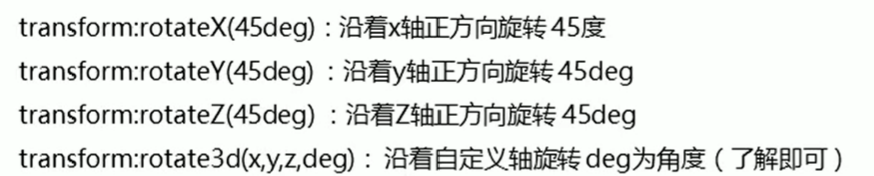 transform:rotateX(45deg)：沿着x轴正方向旋转 45度
transform:rotateY(45deg) ：沿着y轴正方向旋转 45deg
transform:rotateZ(45deg) ：沿着Z轴正方向旋转 45deg
transform:rotate3d(x,y,z,deg)： 沿着自定义轴旋转 deg为角度（了解即可）